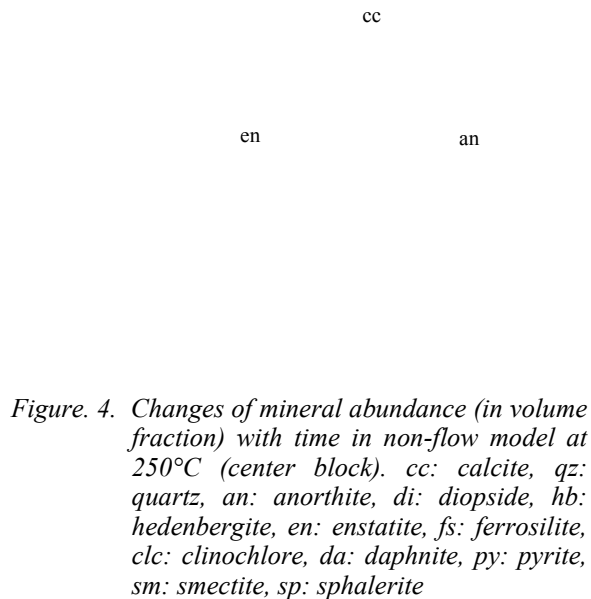 cc
en an
Figure. 4. Changes of mineral abundance (in volume
fraction) with time in non-flow model at
250°C (center block). cc: calcite, qz:
quartz, an: anorthite, di: diopside, hb:
hedenbergite, en: enstatite, fs: ferrosilite,
clc: clinochlore, da: daphnite, py: pyrite,
sm: smectite, sp: sphalerite